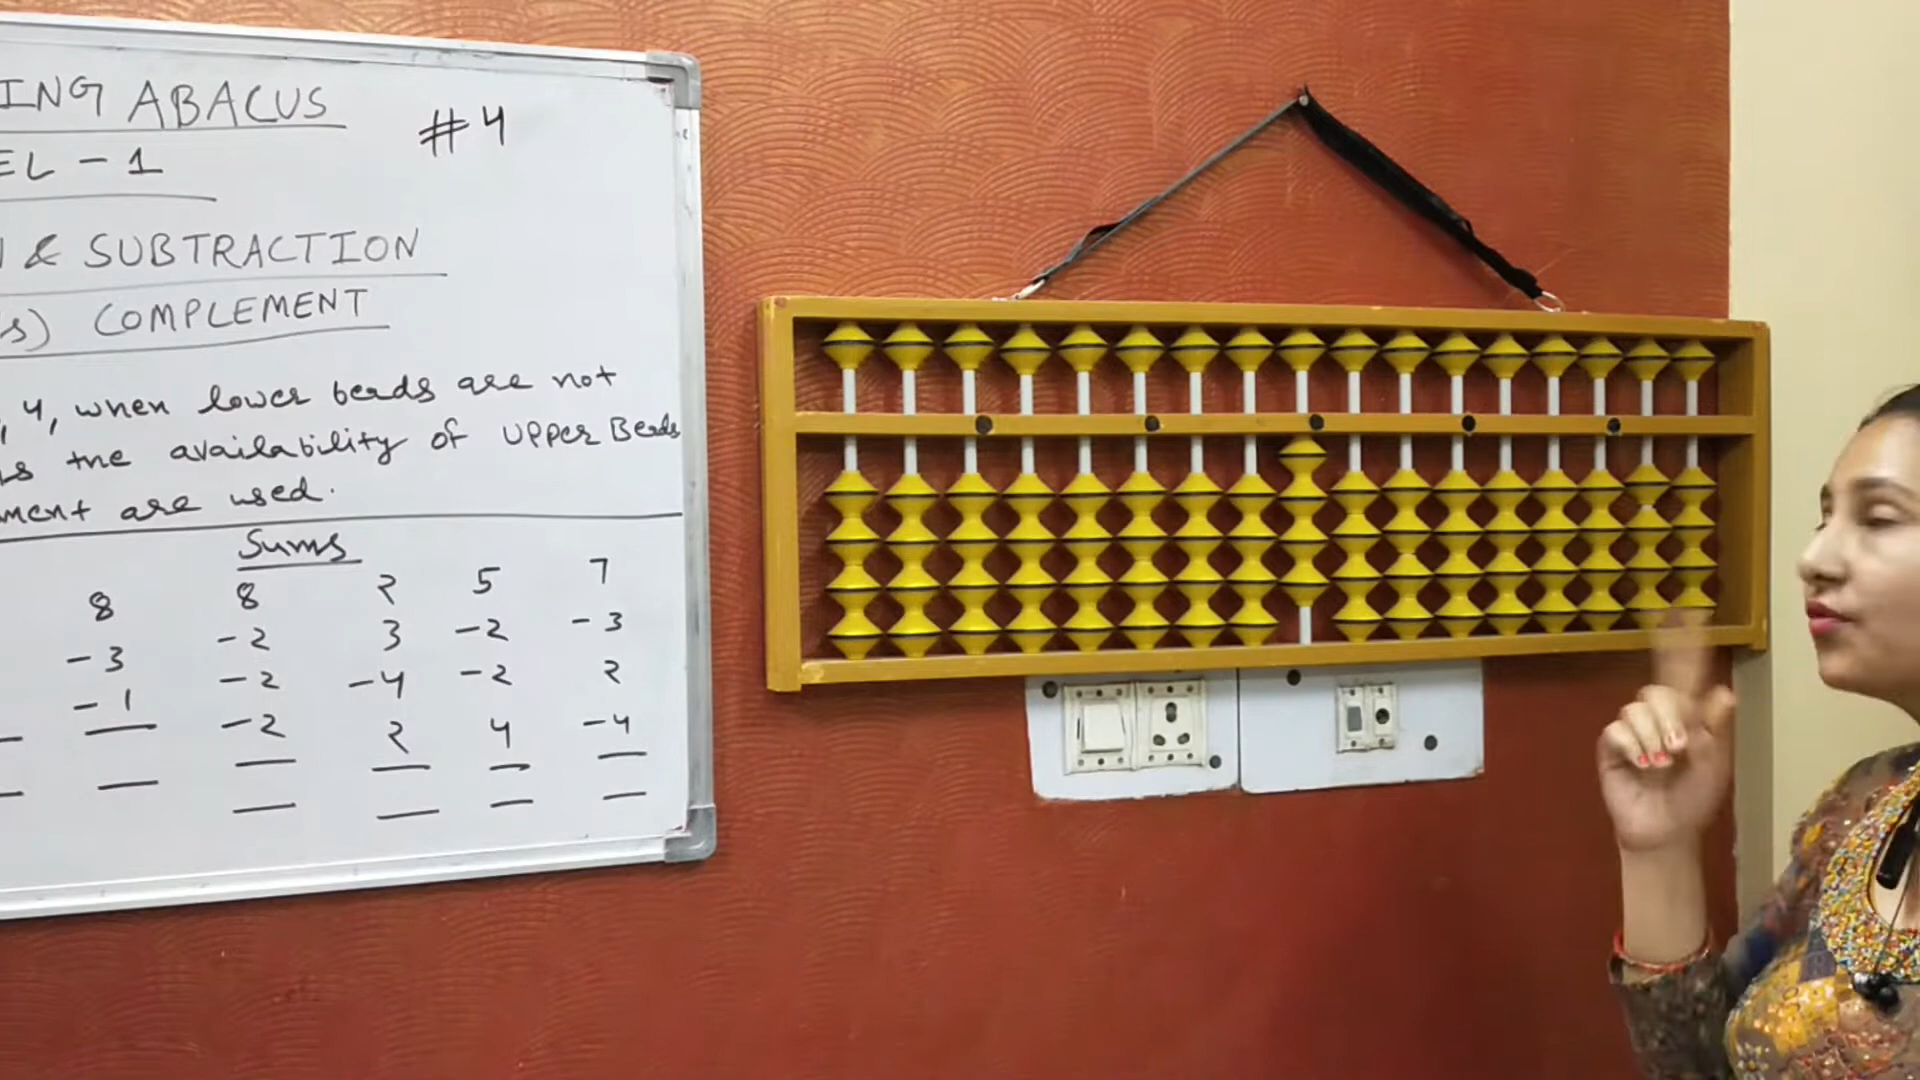 ING ABACUS
#4
EL - 1
& SUBTRACTION
(s) COMPLEMENT
, 4, when lower beads are not
is the availability of UPPER Beads
ment are used.
Sums
8 8 2 5 7
-3 -2 3 -2 -3
-1 -2 -4 -2 2
-2 2 4 -4